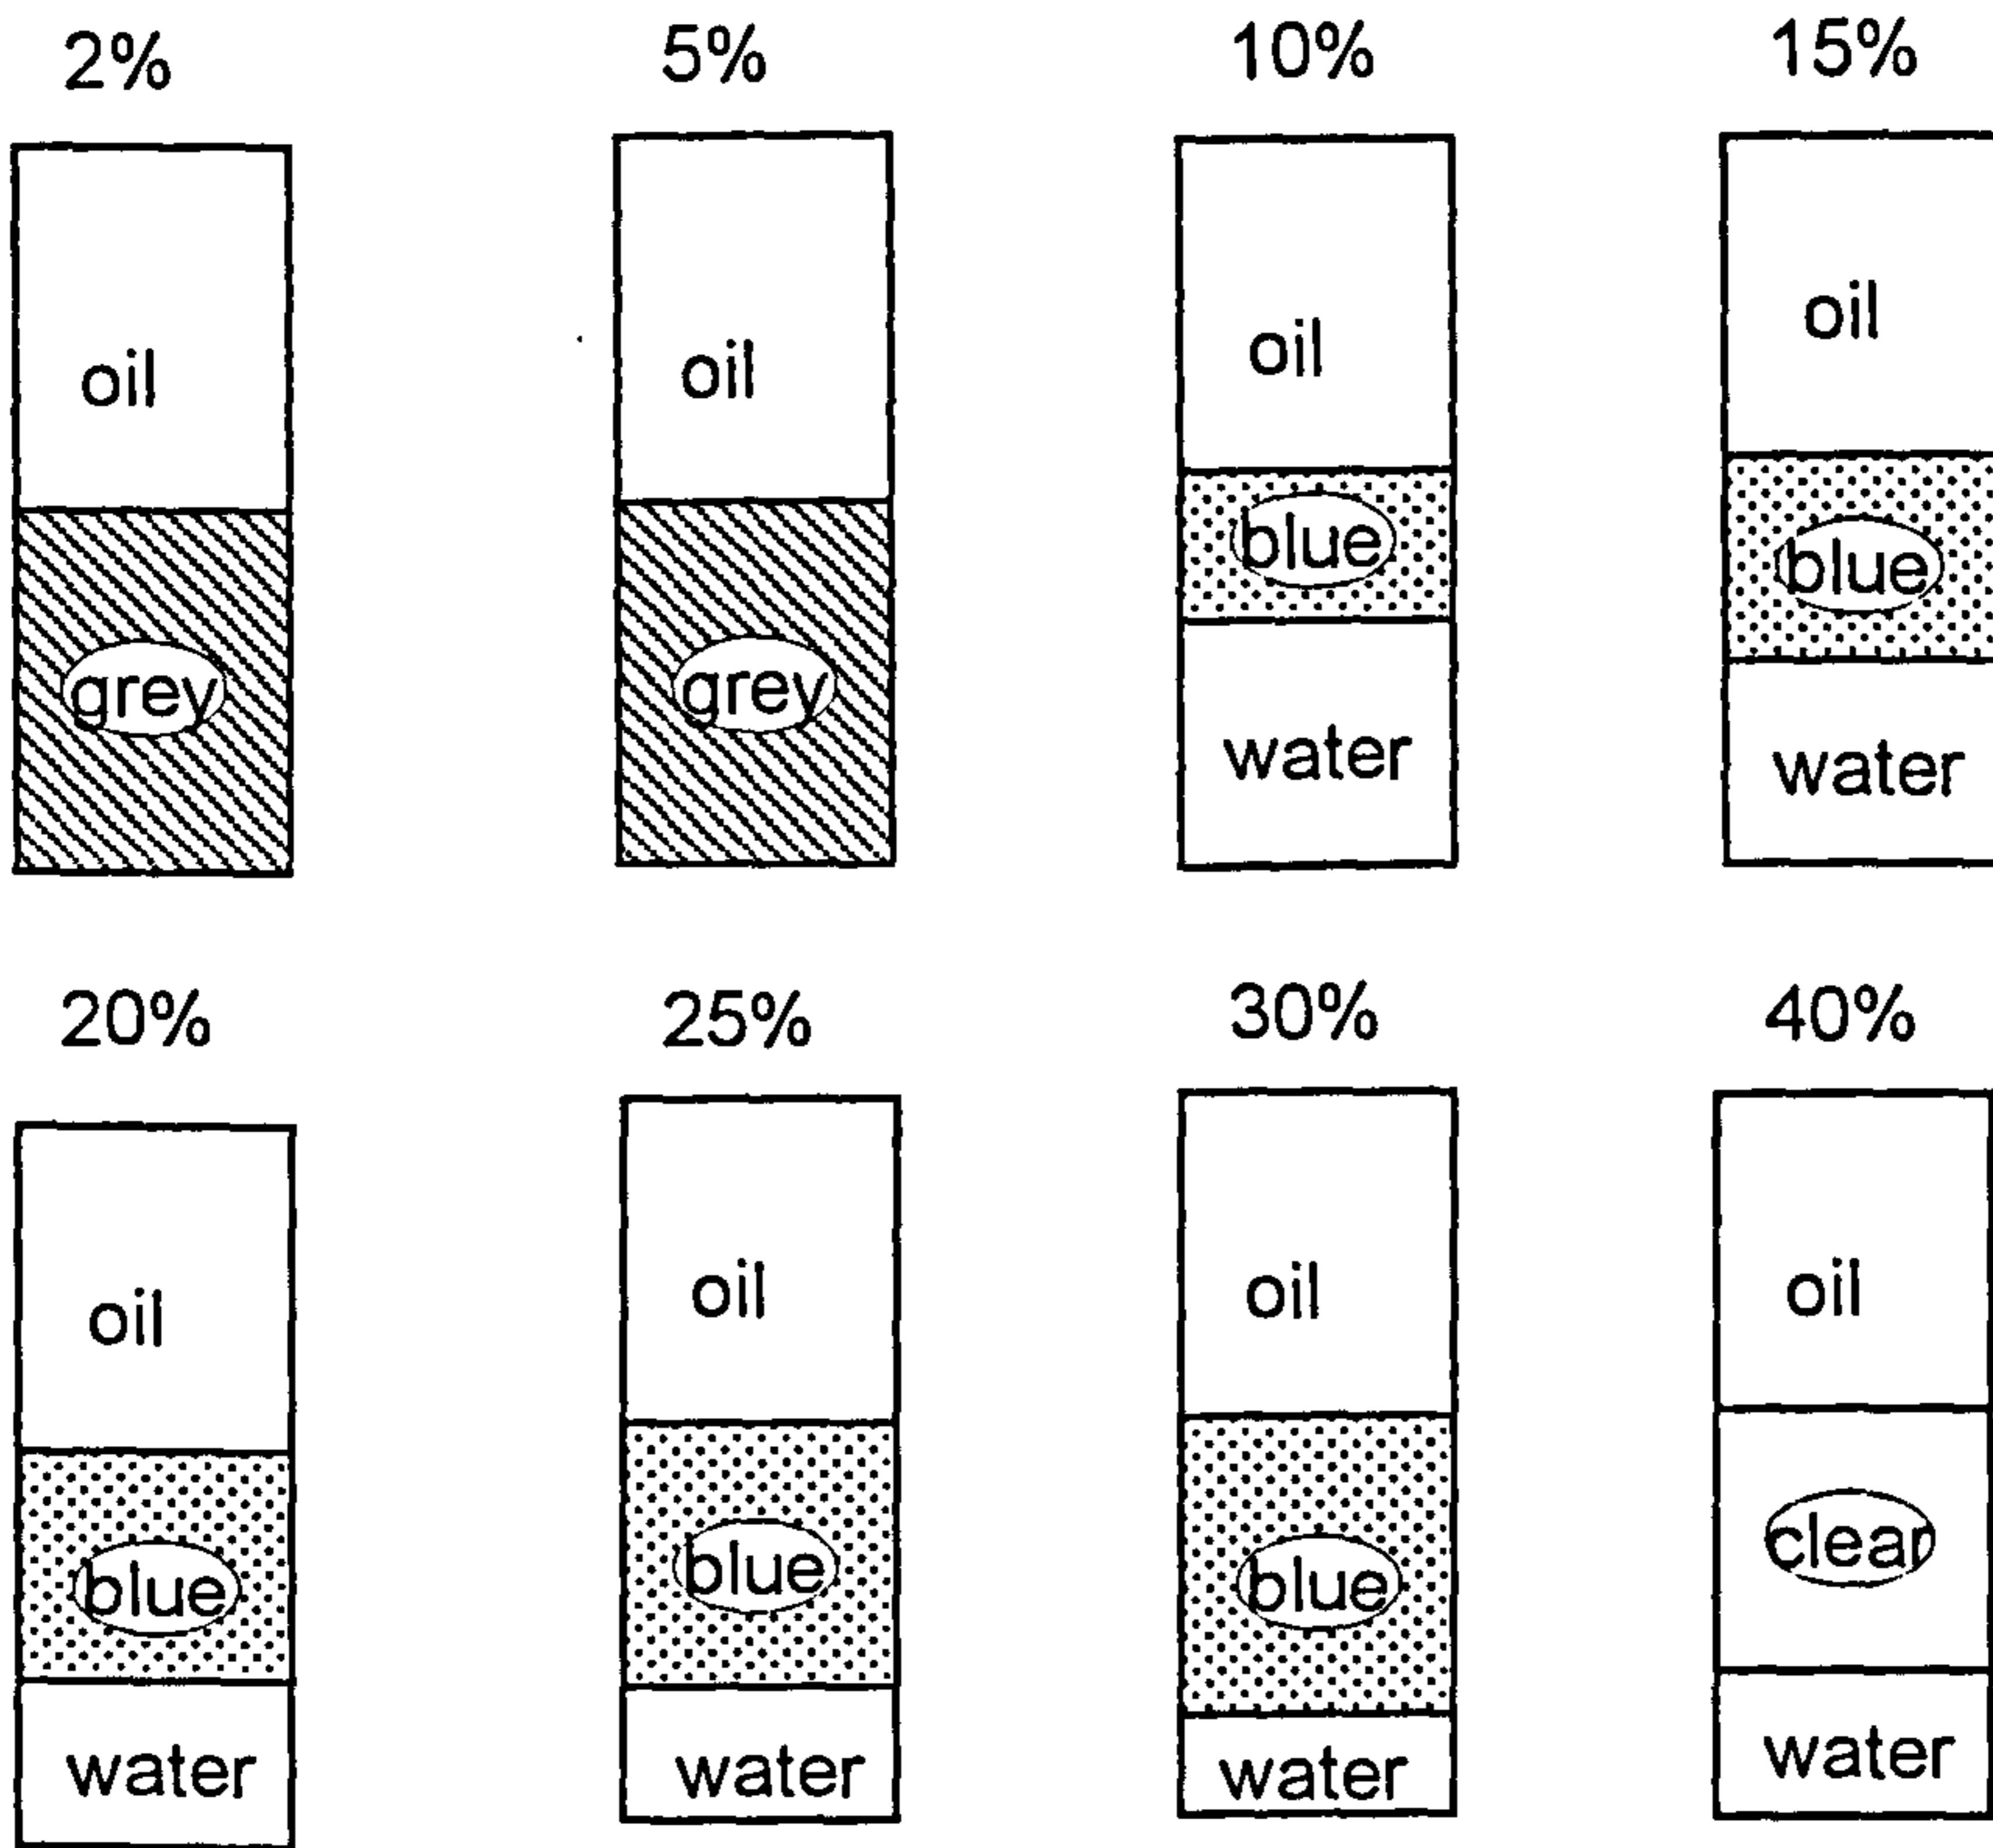 2% 5% 10% 15%
oil oil oil oil
grey grey blue blue
water water
20% 25% 30% 40%
oil oil oil oil
blue blue blue clear
water water water water